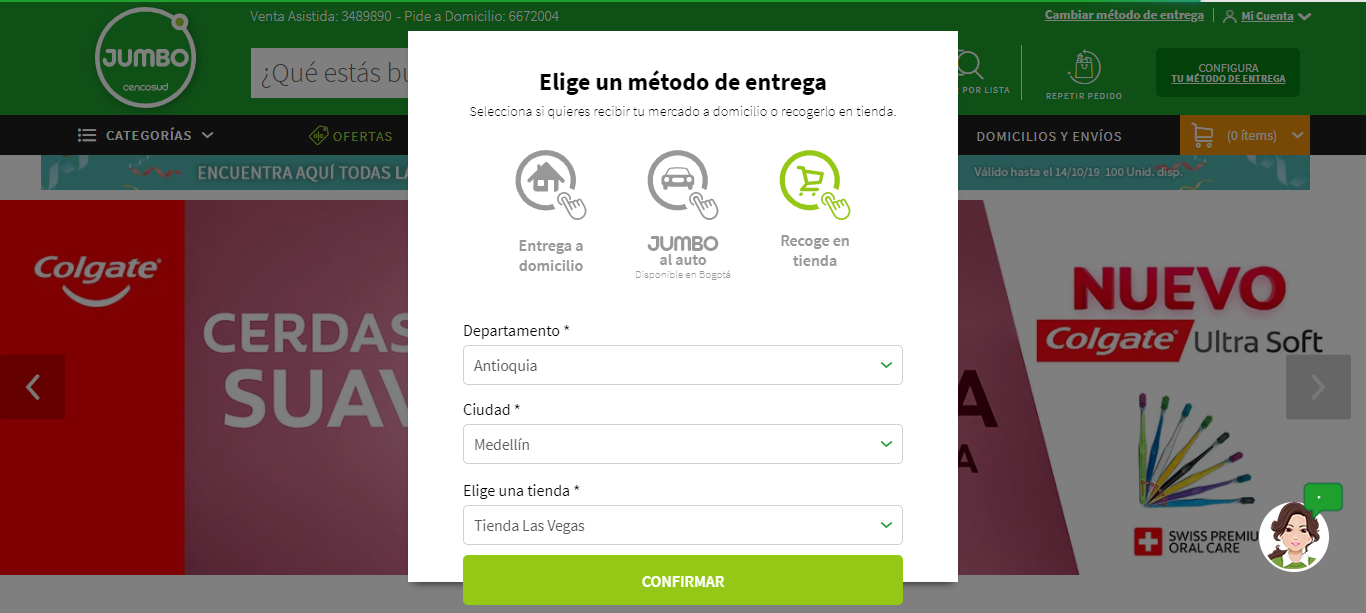 Venta Asistida: 3489890 - Pide a Domicilio: 6672004
Cambiar método de entrega
Mi Cuenta
JUMBO
cencosud
¿Qué estás
POR LISTA
REPETIR PEDIDO
CONFIGURA
TU MÉTODO DE ENTREGA
CATEGORÍAS
OFERTAS
DOMICILIOS Y ENVÍOS
(0 ítems)
ENCUENTRA AQUÍ TODAS
Válido hasta el 14/10/19 100 Unid. disp.
Elige un método de entrega
Selecciona si quieres recibir tu mercado a domicilio o recogerlo en tienda.
Entrega a
domicilio
JUMBO
al auto
Disponible en Bogotá
Recoge en
tienda
Departamento *
Antioquia
Ciudad *
Medellín
Elige una tienda *
Tienda Las Vegas
CONFIRMAR
Colgate
CERDAS
SUAV
A
A
NUEVO
Colgate Ultra Soft
SWISS PREMIU
ORAL CARE